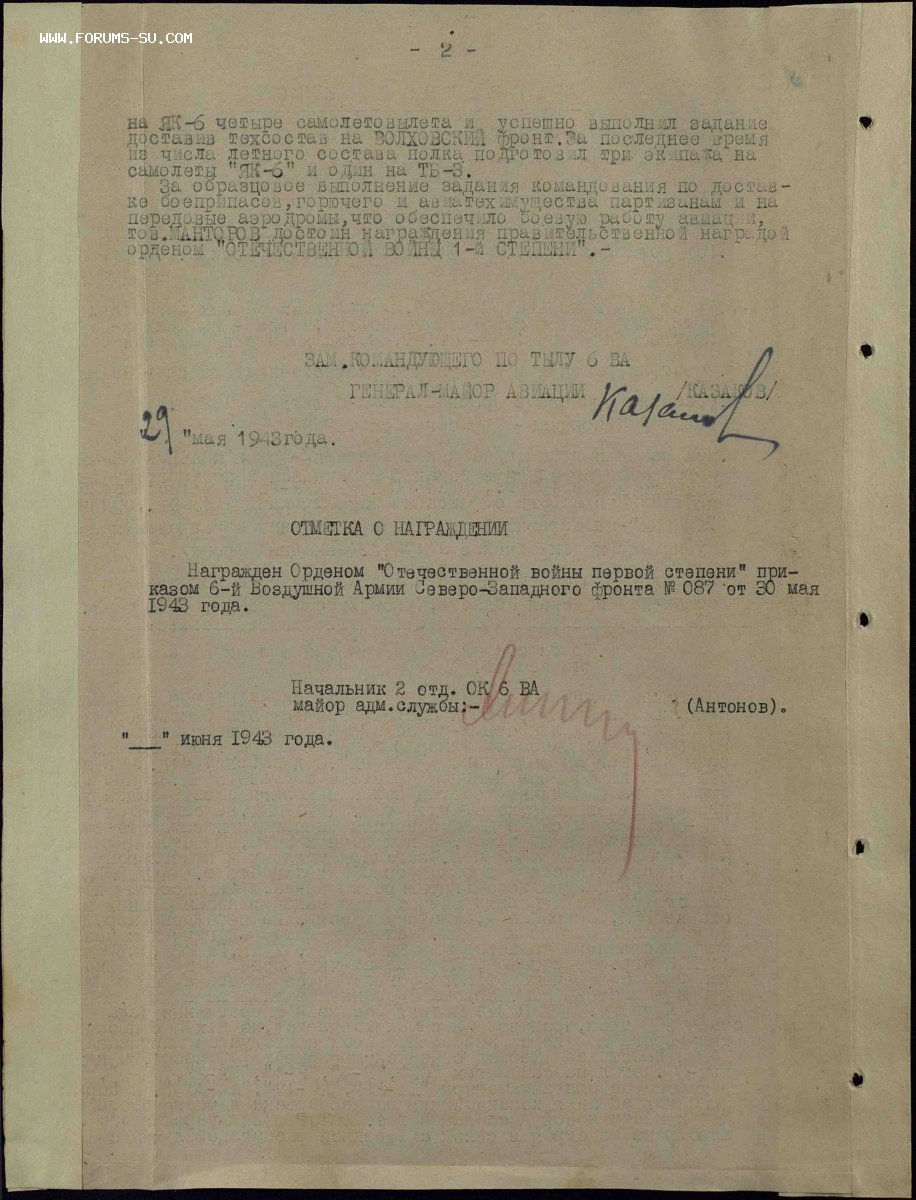 WWW.FORUMS-SU.COM
- 2 -
на ЯК-6 четыре самолетовылета и успешно выполнил задание
доставив техсостав на ВОЛХОВСКИЙ фронт.За последнее время
из числа летного состава полка подготовил три экипажа на
самолеты "ЯК-6" и один на ТБ-3.
За образцовое выполнение задания командования по достав-
ке боеприпасов,горючего и авиатехимущества партизанам и на
передовые аэродромы,что обеспечило боевую работу авиации,
тов.МАНТОРОВ достоин награждения правительственной наградой
орденом "ОТЕЧЕСТВЕННОЙ ВОЙНЫ 1-й СТЕПЕНИ".-
ЗАМ.КОМАНДУЮЩЕГО ПО ТЫЛУ 6 ВА
ГЕНЕРАЛ-МАЙОР АВИАЦИИ Казаков /КАЗАКОВ/
"29 "мая 1943года.
ОТМЕТКА О НАГРАЖДЕНИИ
Награжден Орденом "Отечественной войны первой степени" при-
казом 6-й Воздушной Армии Северо-Западного фронта № 087 от 30 мая
1943 года.
Начальник 2 отд. ОК 6 ВА
майор адм.службы:- (Антонов).
"__" июня 1943 года.